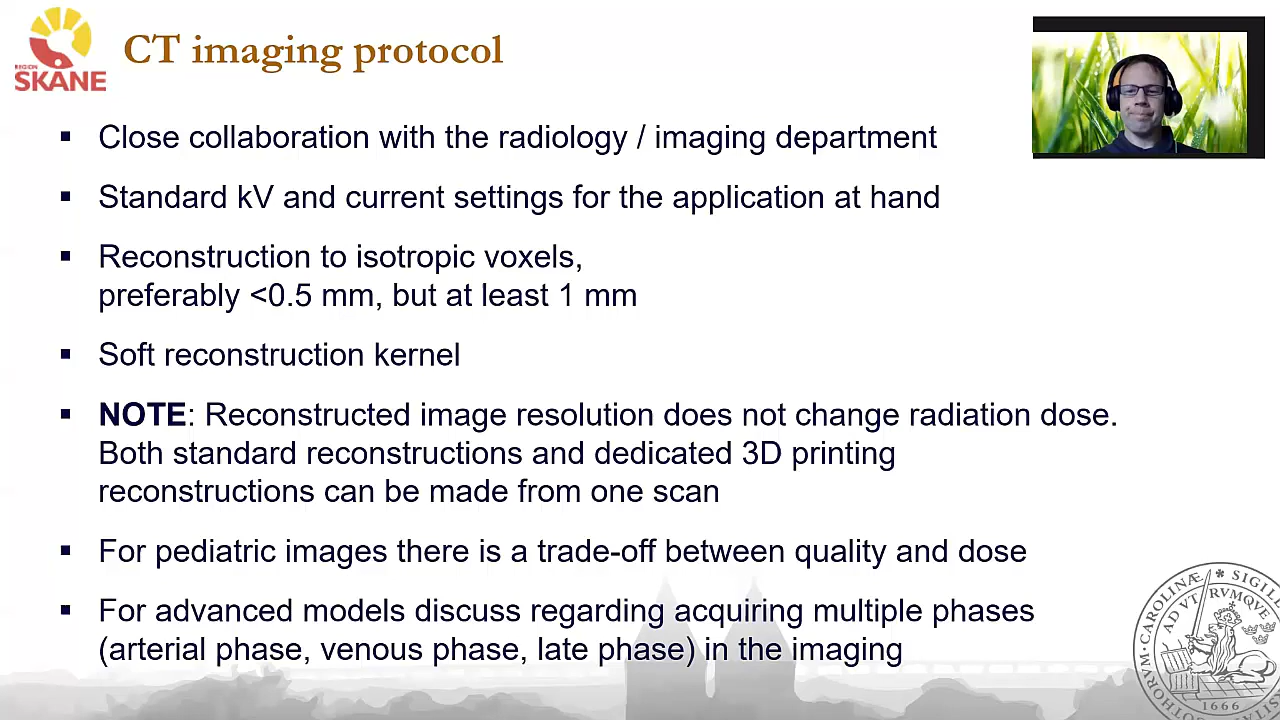 REGION
SKANE
CT imaging protocol
Close collaboration with the radiology / imaging department
Standard kV and current settings for the application at hand
Reconstruction to isotropic voxels,
preferably <0.5 mm, but at least 1 mm
Soft reconstruction kernel
NOTE: Reconstructed image resolution does not change radiation dose.
Both standard reconstructions and dedicated 3D printing
reconstructions can be made from one scan
For pediatric images there is a trade-off between quality and dose
For advanced models discuss regarding acquiring multiple phases
(arterial phase, venous phase, late phase) in the imaging
CAROLINÆ * SIGIL
AD VTRVMQVE
1666